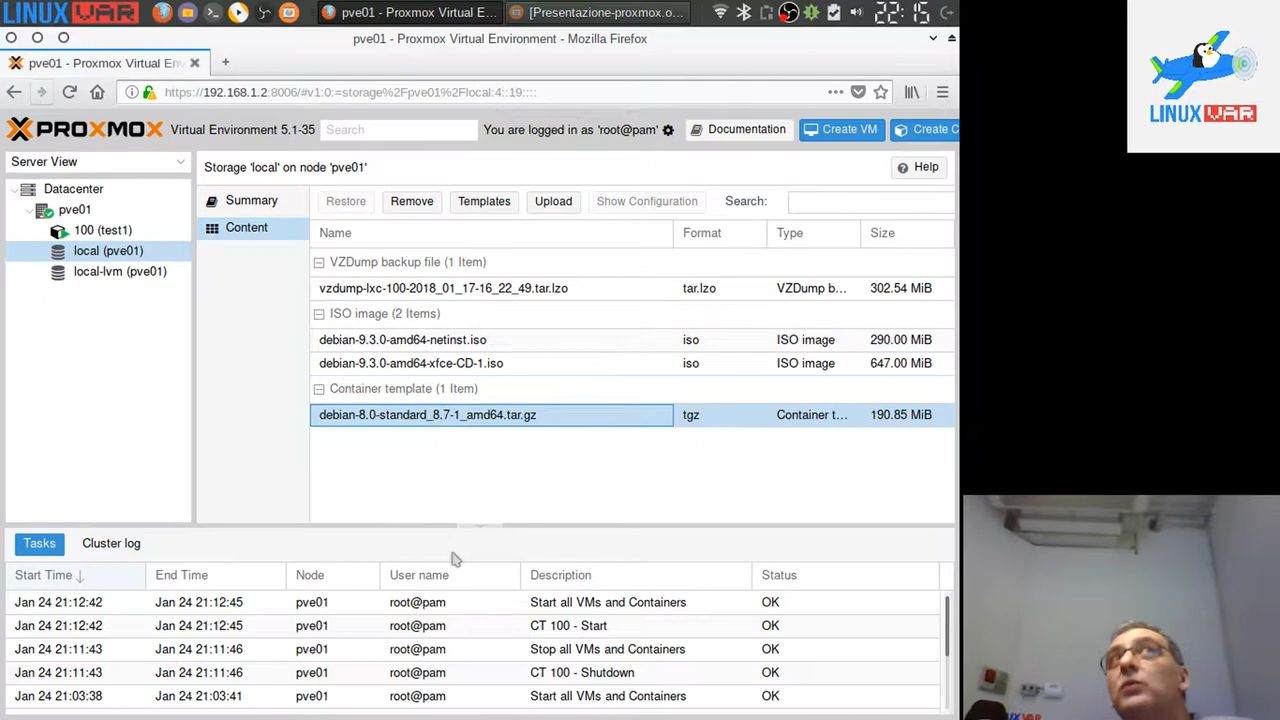 LINUX VAR
pve01 - Proxmox Virtual E...
[Presentazione-proxmox.o...
22:15
pve01 - Proxmox Virtual Environment - Mozilla Firefox
pve01 - Proxmox Virtual En
https://192.168.1.2:8006/#v1:0:=storage%2Fpve01%2Flocal:4::19::::
PROXMOX Virtual Environment 5.1-35
Search
You are logged in as 'root@pam'
Documentation
Create VM
Create C
Server View
Datacenter
pve01
100 (test1)
local (pve01)
local-lvm (pve01)
Storage 'local' on node 'pve01'
Help
Summary
Content
Restore Remove Templates Upload Show Configuration Search:
Name Format Type Size
VZDump backup file (1 Item)
vzdump-lxc-100-2018_01_17-16_22_49.tar.lzo tar.lzo VZDump b... 302.54 MiB
ISO image (2 Items)
debian-9.3.0-amd64-netinst.iso iso ISO image 290.00 MiB
debian-9.3.0-amd64-xfce-CD-1.iso iso ISO image 647.00 MiB
Container template (1 Item)
debian-8.0-standard_8.7-1_amd64.tar.gz tgz Container t... 190.85 MiB
Tasks Cluster log
Start Time End Time Node User name Description Status
Jan 24 21:12:42 Jan 24 21:12:45 pve01 root@pam Start all VMs and Containers OK
Jan 24 21:12:42 Jan 24 21:12:45 pve01 root@pam CT 100 - Start OK
Jan 24 21:11:43 Jan 24 21:11:46 pve01 root@pam Stop all VMs and Containers OK
Jan 24 21:11:43 Jan 24 21:11:46 pve01 root@pam CT 100 - Shutdown OK
Jan 24 21:03:38 Jan 24 21:03:41 pve01 root@pam Start all VMs and Containers OK
LINUX VAR